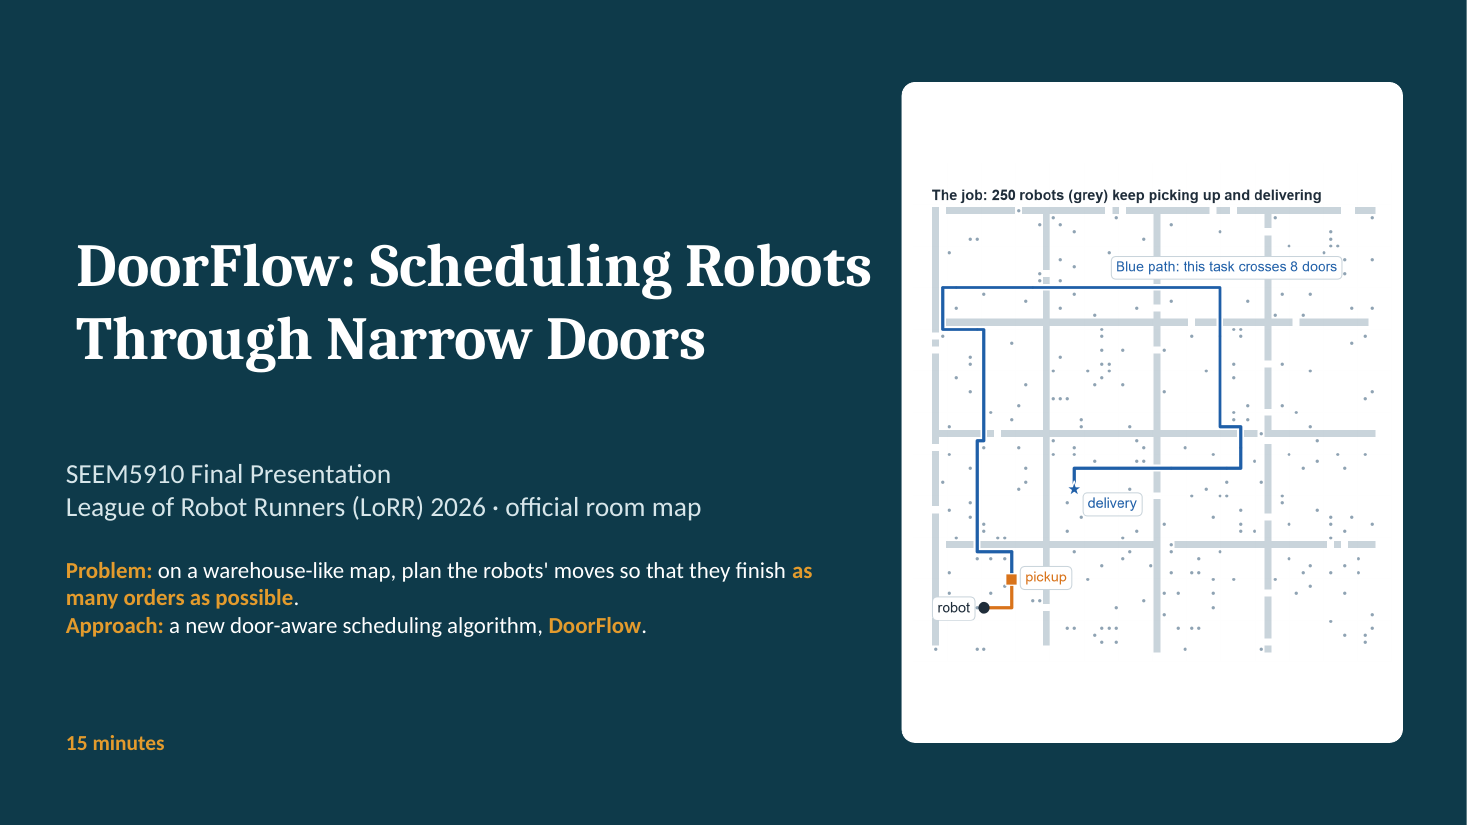 DoorFlow: Scheduling Robots
Through Narrow Doors
SEEM5910 Final Presentation
League of Robot Runners (LoRR) 2026 · official room map
Problem: on a warehouse-like map, plan the robots' moves so that they finish as
many orders as possible.
Approach: a new door-aware scheduling algorithm, DoorFlow.
15 minutes
The job: 250 robots (grey) keep picking up and delivering
Blue path: this task crosses 8 doors
delivery
pickup
robot